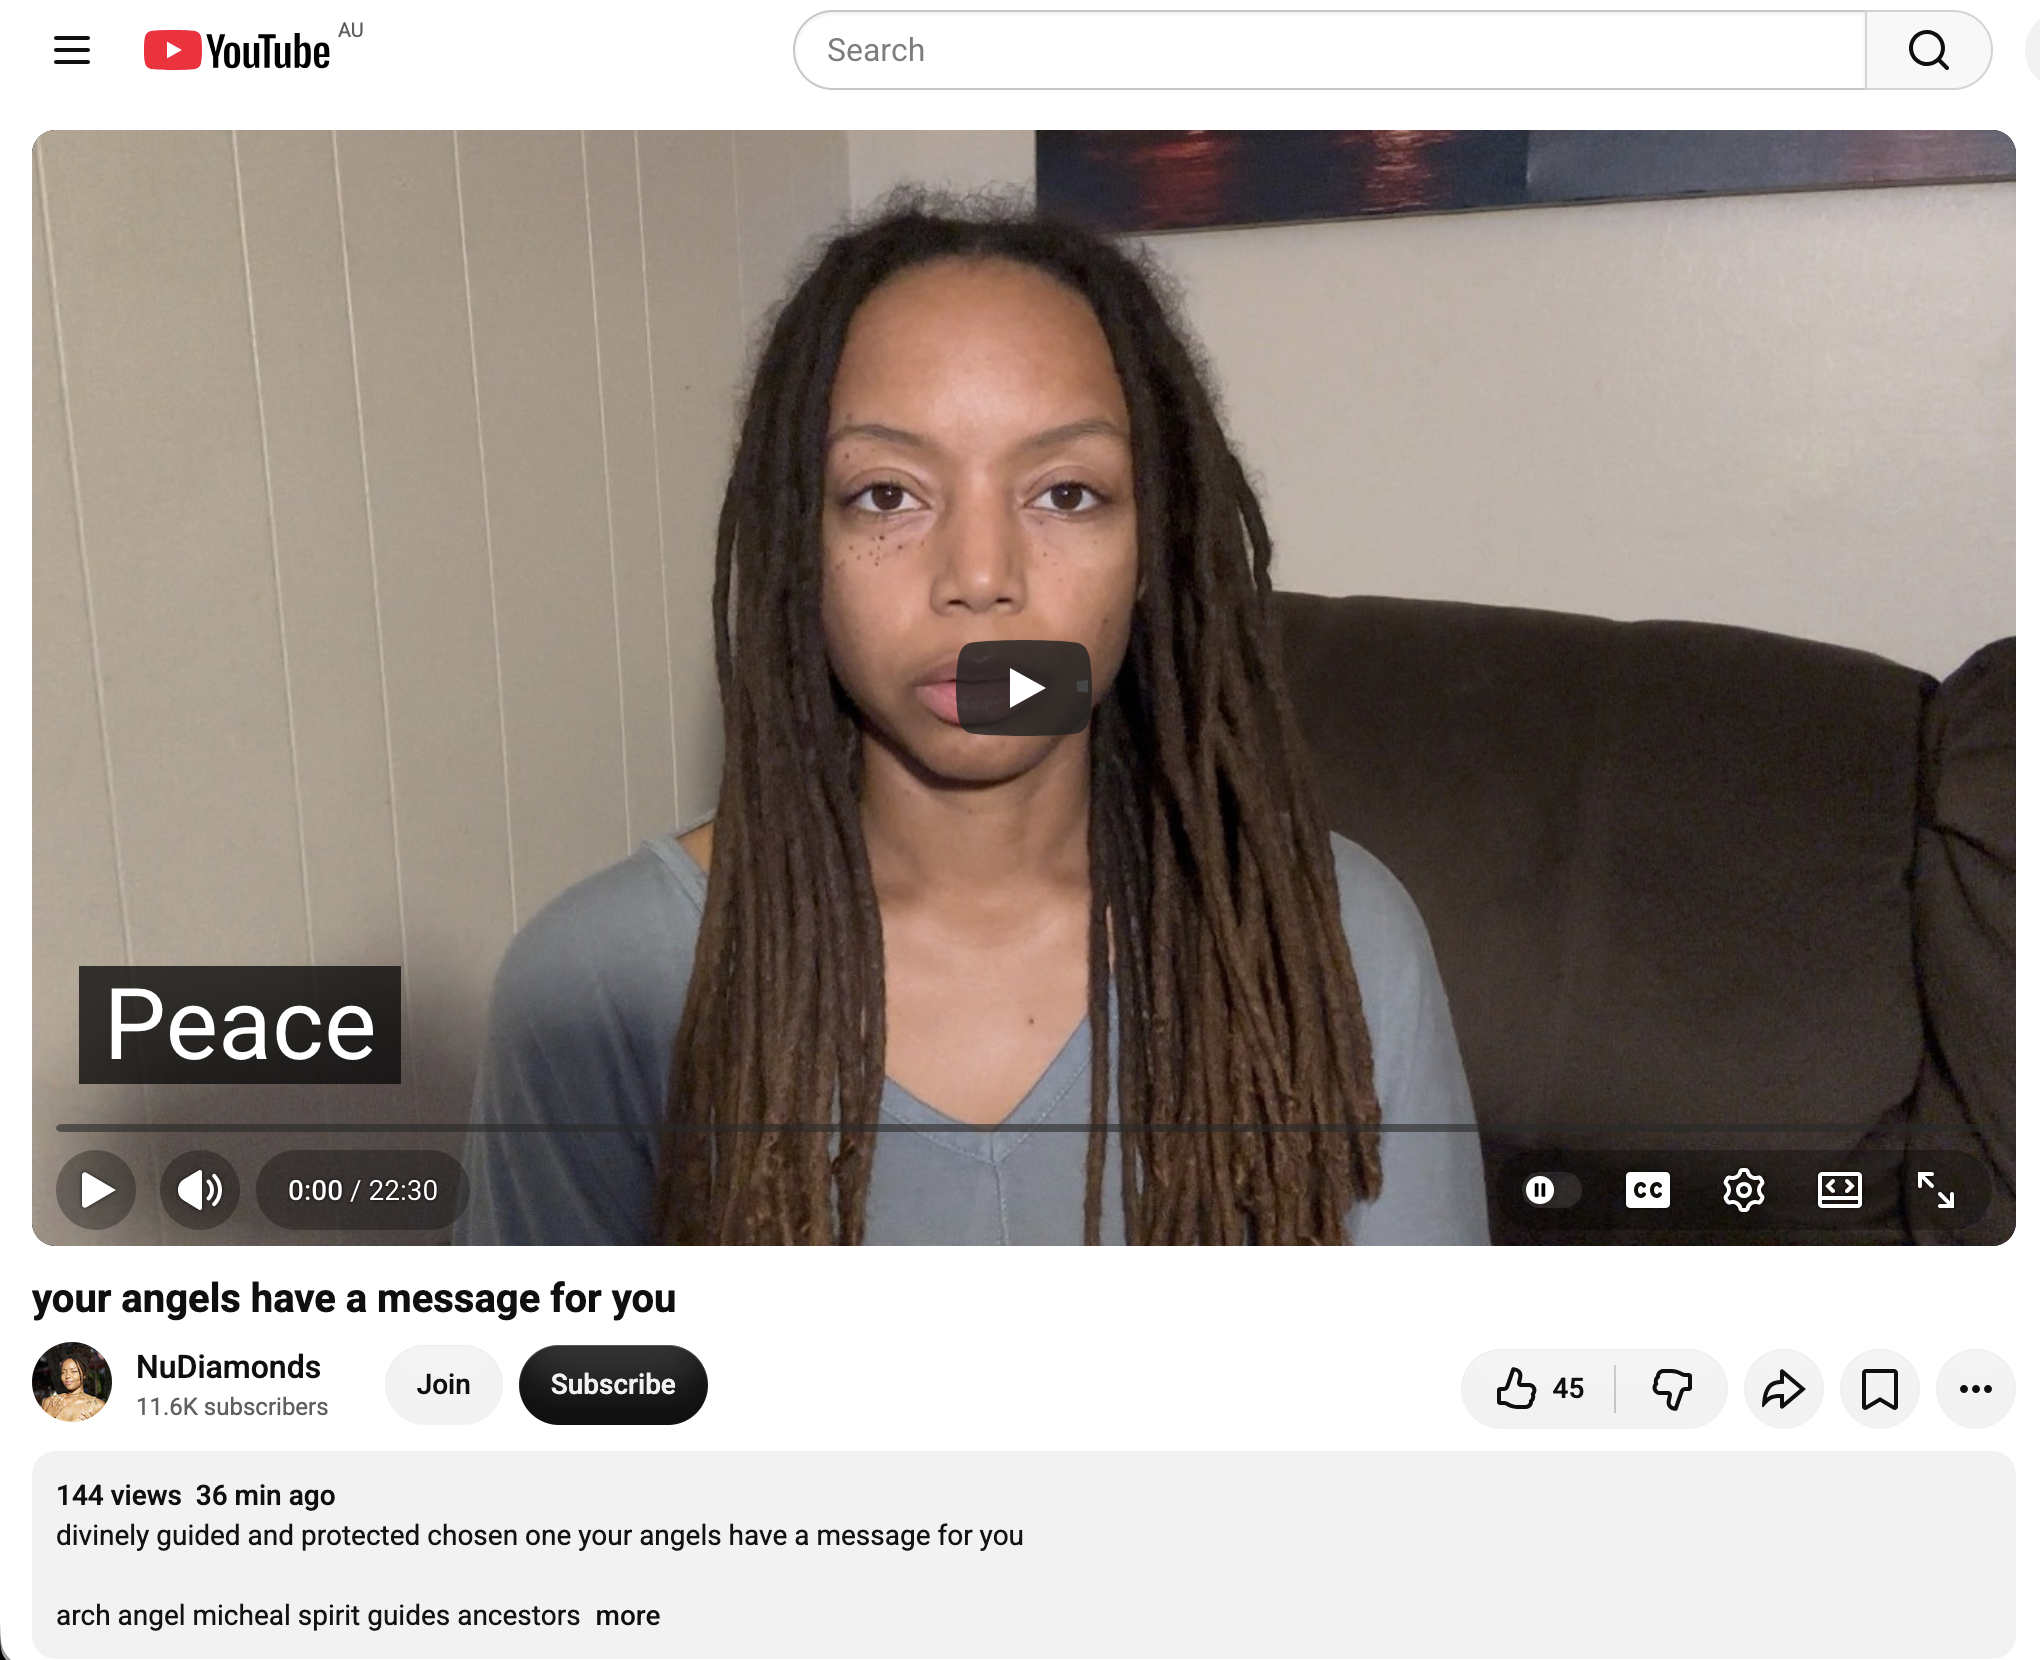 YouTube AU
Search
Peace
0:00 / 22:30
CC
your angels have a message for you
NuDiamonds
11.6K subscribers
Join
Subscribe
45
144 views 36 min ago
divinely guided and protected chosen one your angels have a message for you
arch angel micheal spirit guides ancestors more